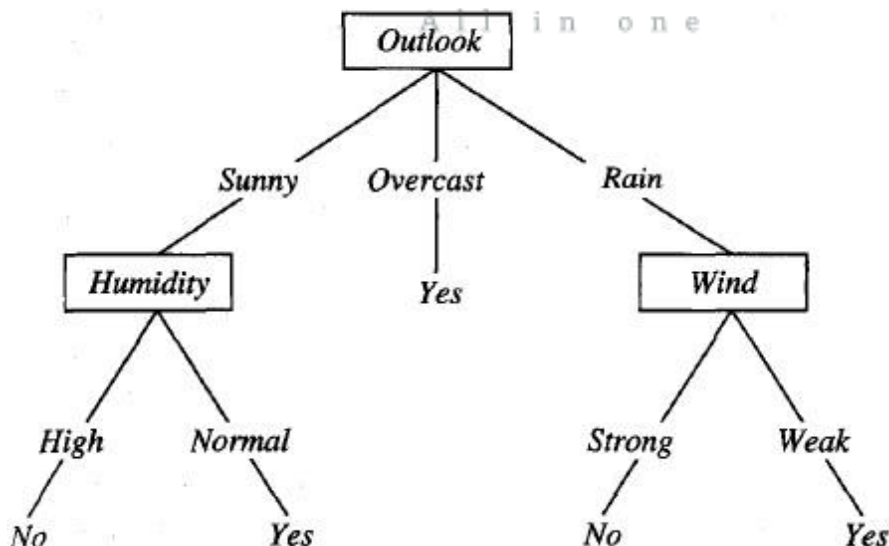 All in one
Outlook
Sunny Overcast Rain
Humidity Yes Wind
High Normal Strong Weak
No Yes No Yes